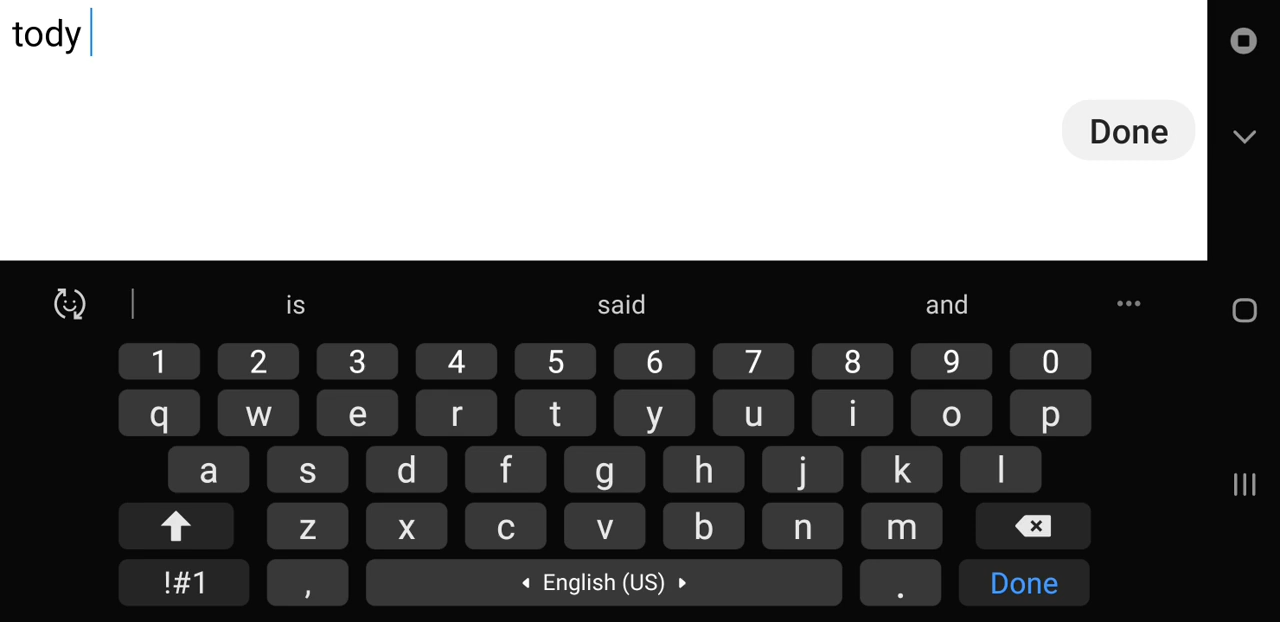 tody
Done
is said and
1 2 3 4 5 6 7 8 9 0
q w e r t y u i o p
a s d f g h j k l
z x c v b n m
!#1 , English (US) . Done